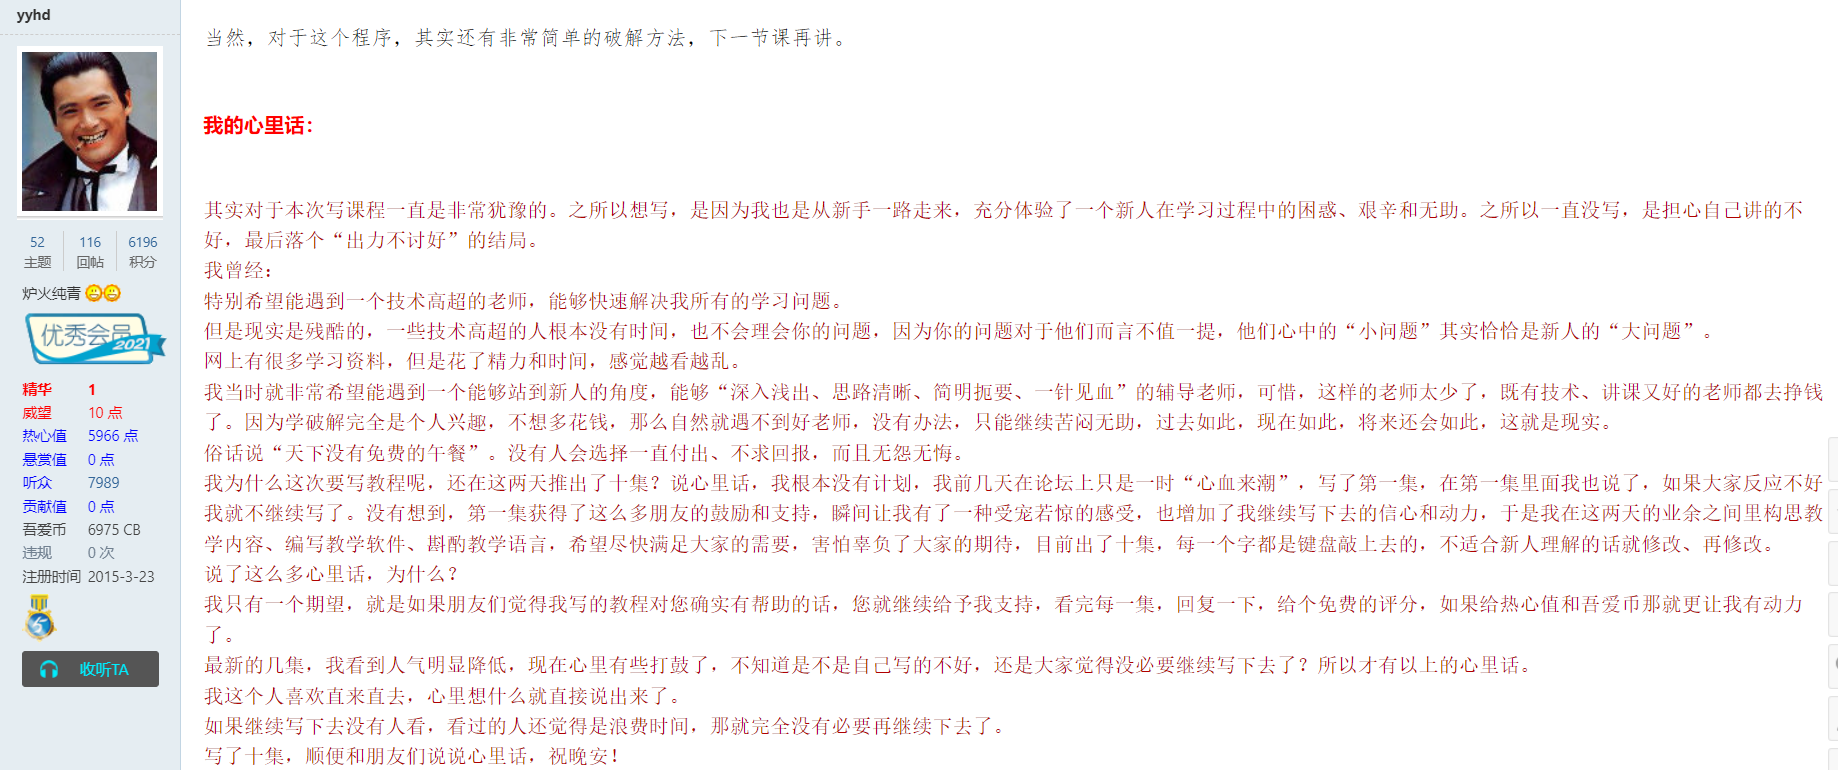 yyhd
52 116 6196
主题 回帖 积分
炉火纯青
优秀会员
2021
精华 1
威望 10 点
热心值 5966 点
悬赏值 0 点
听众 7989
贡献值 0 点
吾爱币 6975 CB
违规 0 次
注册时间 2015-3-23
收听TA
当然，对于这个程序，其实还有非常简单的破解方法，下一节课再讲。
我的心里话：
其实对于本次写课程一直是非常犹豫的。之所以想写，是因为我也是从新手一路走来，充分体验了一个新人在学习过程中的困惑、艰辛和无助。之所以一直没写，是担心自己讲的不
好，最后落个“出力不讨好”的结局。
我曾经：
特别希望能遇到一个技术高超的老师，能够快速解决我所有的学习问题。
但是现实是残酷的，一些技术高超的人根本没有时间，也不会理会你的问题，因为你的问题对于他们而言不值一提，他们心中的“小问题”其实恰恰是新人的“大问题”。
网上有很多学习资料，但是花了精力和时间，感觉越看越乱。
我当时就非常希望能遇到一个能够站到新人的角度，能够“深入浅出、思路清晰、简明扼要、一针见血”的辅导老师，可惜，这样的老师太少了，既有技术、讲课又好的老师都去挣钱
了。因为学破解完全是个人兴趣，不想多花钱，那么自然就遇不到好老师，没有办法，只能继续苦闷无助，过去如此，现在如此，将来还会如此，这就是现实。
俗话说“天下没有免费的午餐”。没有人会选择一直付出、不求回报，而且无怨无悔。
我为什么这次要写教程呢，还在这两天推出了十集？说心里话，我根本没有计划，我前几天在论坛上只是一时“心血来潮”，写了第一集，在第一集里面我也说了，如果大家反应不好
我就不继续写了。没有想到，第一集获得了这么多朋友的鼓励和支持，瞬间让我有了一种受宠若惊的感受，也增加了我继续写下去的信心和动力，于是我在这两天的业余之间里构思教
学内容、编写教学软件、斟酌教学语言，希望尽快满足大家的需要，害怕辜负了大家的期待，目前出了十集，每一个字都是键盘敲上去的，不适合新人理解的话就修改、再修改。
说了这么多心里话，为什么？
我只有一个期望，就是如果朋友们觉得我写的教程对您确实有帮助的话，您就继续给予我支持，看完每一集，回复一下，给个免费的评分，如果给热心值和吾爱币那就更让我有动力
了。
最新的几集，我看到人气明显降低，现在心里有些打鼓了，不知道是不是自己写的不好，还是大家觉得没必要继续写下去了？所以才有以上的心里话。
我这个人喜欢直来直去，心里想什么就直接说出来了。
如果继续写下去没有人看，看过的人还觉得是浪费时间，那就完全没有必要再继续下去了。
写了十集，顺便和朋友们说说心里话，祝晚安！